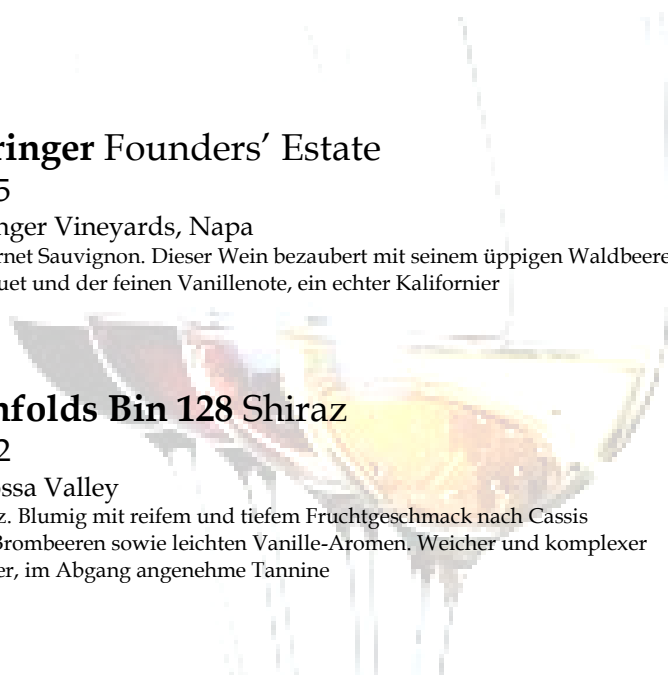 ringer Founders’ Estate
5
nger Vineyards, Napa
rnet Sauvignon. Dieser Wein bezaubert mit seinem üppigen Waldbeere
uet und der feinen Vanillenote, ein echter Kalifornier
nfolds Bin 128 Shiraz
2
ssa Valley
z. Blumig mit reifem und tiefem Fruchtgeschmack nach Cassis
Brombeeren sowie leichten Vanille-Aromen. Weicher und komplexer
er, im Abgang angenehme Tannine